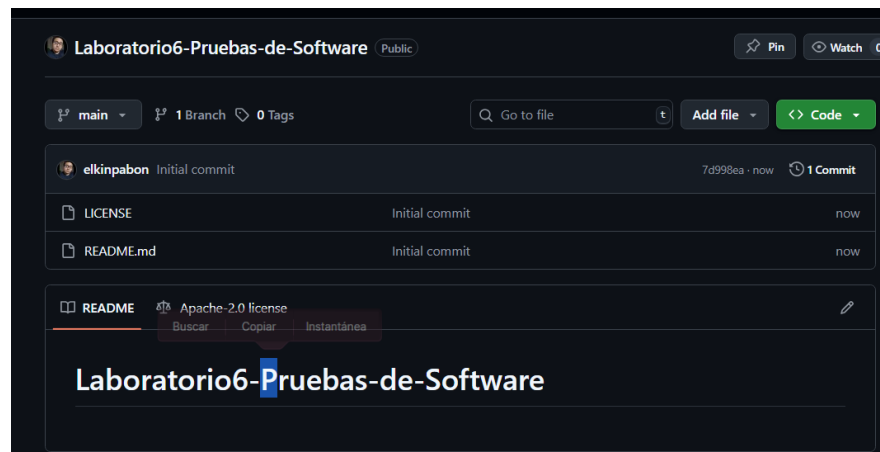 Laboratorio6-Pruebas-de-Software Public Pin Watch
main 1 Branch 0 Tags Go to file t Add file Code
elkinpabon Initial commit 7d998ea · now 1 Commit
LICENSE Initial commit now
README.md Initial commit now
README Apache-2.0 license
Buscar Copiar Instantánea
Laboratorio6-Pruebas-de-Software